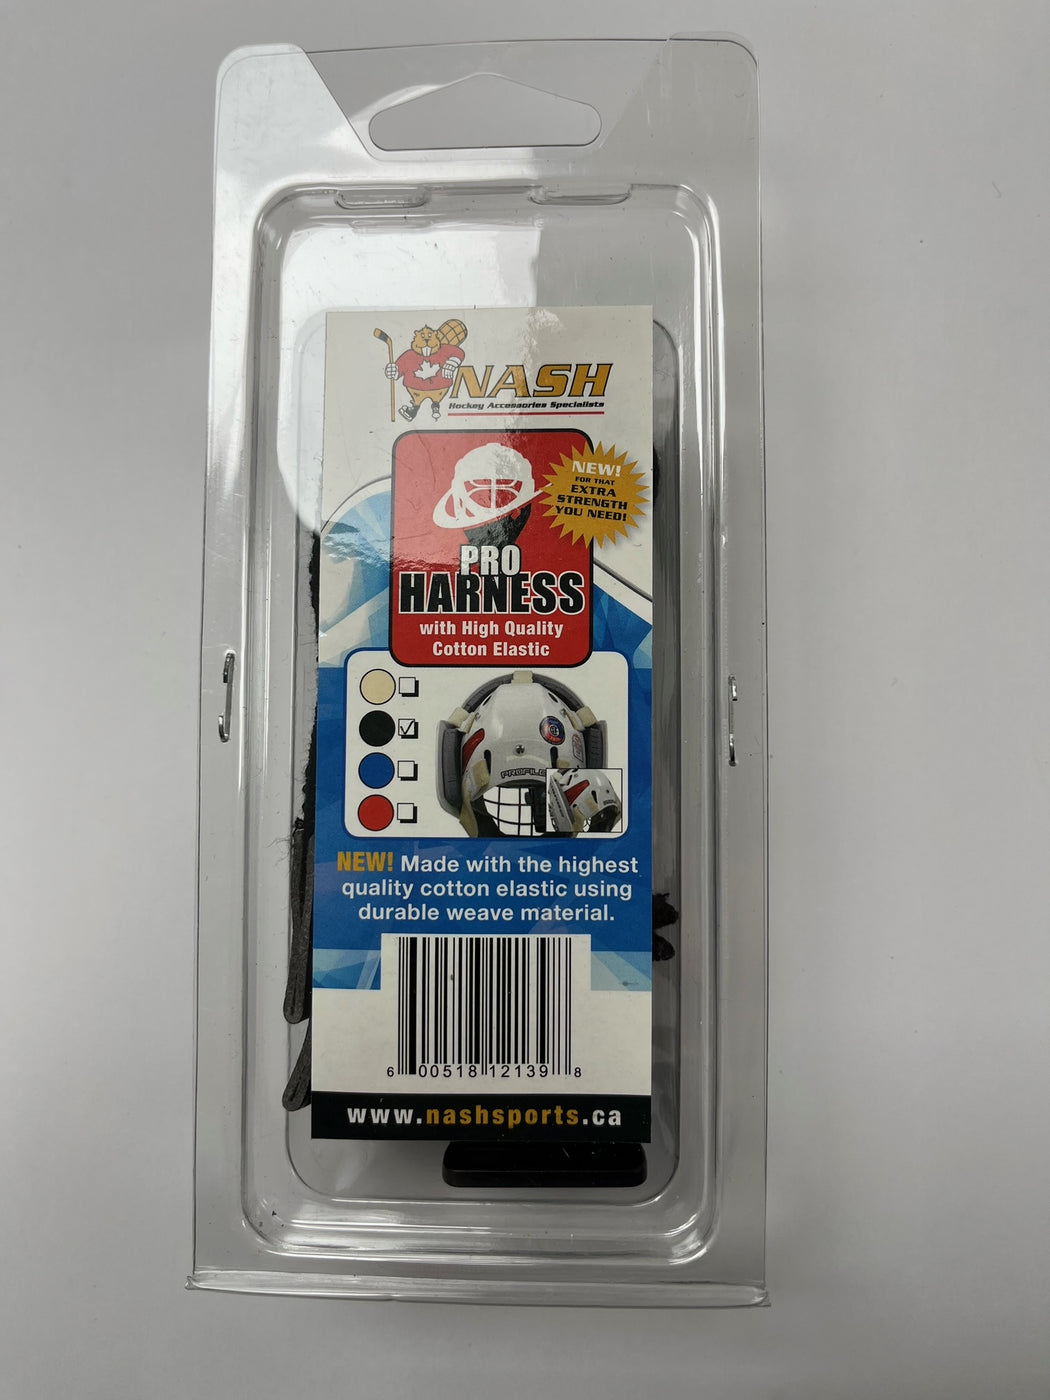 NASH
Hockey Accessories Specialists
NEW!
FOR THAT
EXTRA
STRENGTH
YOU NEED!
PRO
HARNESS
with High Quality
Cotton Elastic
PROFILE
NEW! Made with the highest
quality cotton elastic using
durable weave material.
6 00518 12139 8
www.nashsports.ca